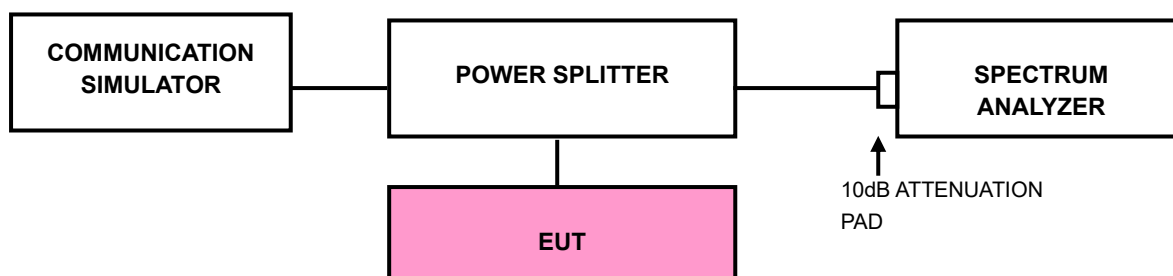 COMMUNICATION
SIMULATOR
POWER SPLITTER
SPECTRUM
ANALYZER
10dB ATTENUATION
PAD
EUT